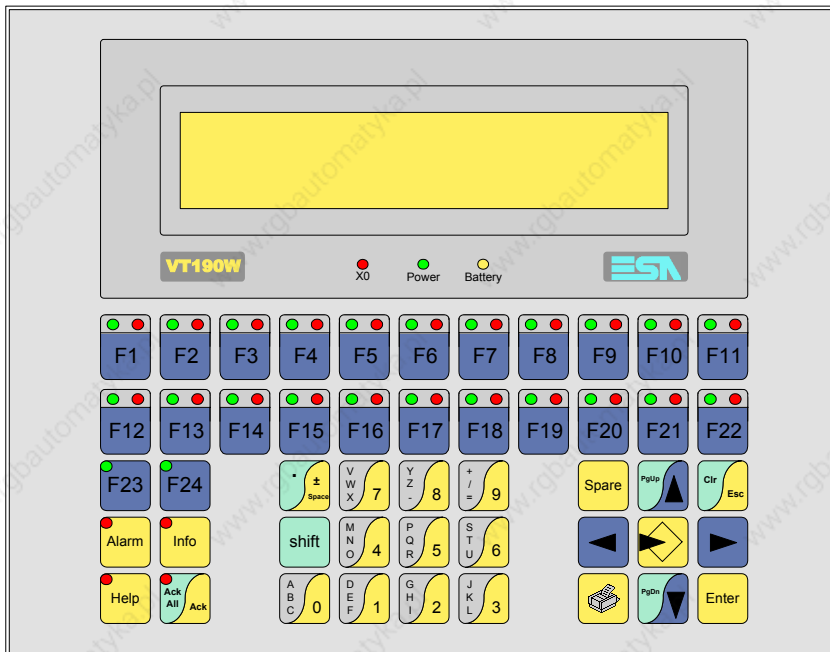 VT190W
X0 Power Battery
ESA
F1 F2 F3 F4 F5 F6 F7 F8 F9 F10 F11
F12 F13 F14 F15 F16 F17 F18 F19 F20 F21 F22
F23 F24 . ± Space V W X 7 Y Z - 8 + / = 9 Spare PgUp Clr Esc
Alarm Info shift M N O 4 P Q R 5 S T U 6
Help Ack All Ack A B C 0 D E F 1 G H I 2 J K L 3 PgDn Enter
www.rgbautomatyka.pl